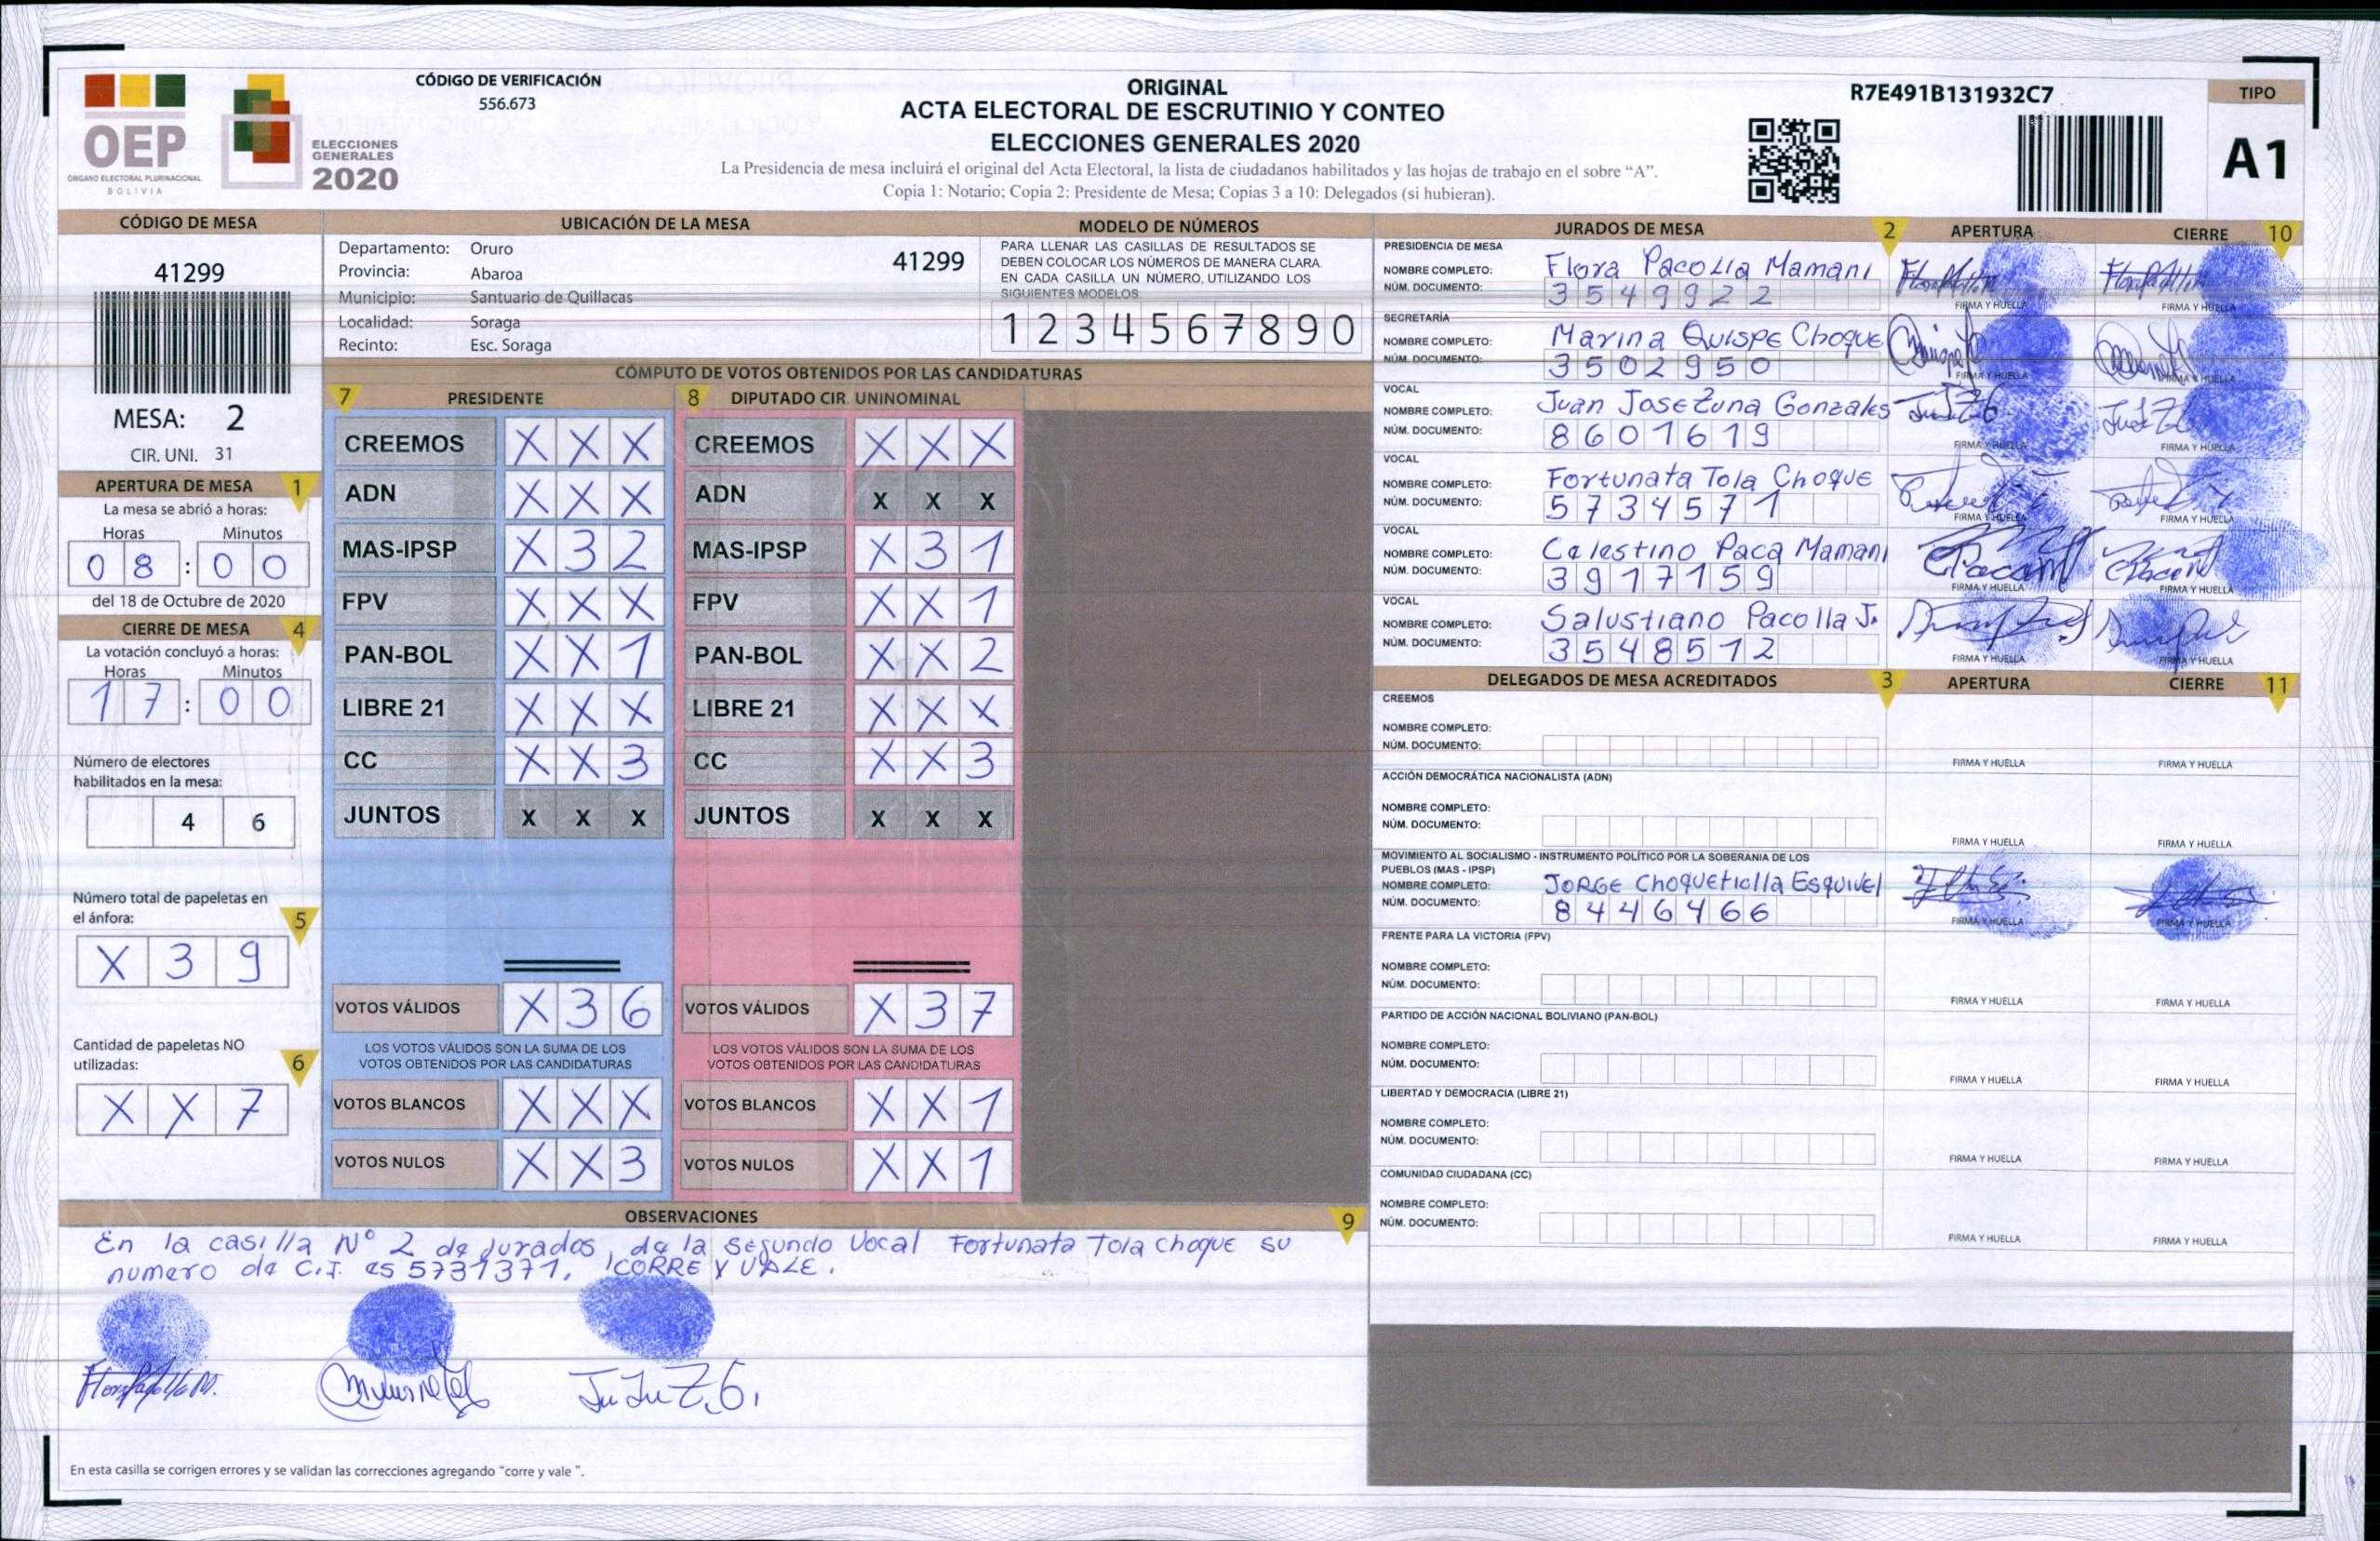 OEP
ÓRGANO ELECTORAL PLURINACIONAL
BOLIVIA
ELECCIONES
GENERALES
2020
CÓDIGO DE VERIFICACIÓN
556.673
ORIGINAL
ACTA ELECTORAL DE ESCRUTINIO Y CONTEO
ELECCIONES GENERALES 2020
La Presidencia de mesa incluirá el original del Acta Electoral, la lista de ciudadanos habilitados y las hojas de trabajo en el sobre “A”.
Copia 1: Notario; Copia 2: Presidente de Mesa; Copias 3 a 10: Delegados (si hubieran).
R7E491B131932C7
TIPO
A1
CÓDIGO DE MESA
41299
MESA: 2
CIR. UNI. 31
APERTURA DE MESA 1
La mesa se abrió a horas:
Horas Minutos
0 8 : 0 0
del 18 de Octubre de 2020
CIERRE DE MESA 4
La votación concluyó a horas:
Horas Minutos
1 7 : 0 0
Número de electores
habilitados en la mesa:
4 6
Número total de papeletas en
el ánfora: 5
X 3 9
Cantidad de papeletas NO
utilizadas: 6
X X 7
UBICACIÓN DE LA MESA
Departamento: Oruro
41299
Provincia: Abaroa
Municipio: Santuario de Quillacas
Localidad: Soraga
Recinto: Esc. Soraga
MODELO DE NÚMEROS
PARA LLENAR LAS CASILLAS DE RESULTADOS SE
DEBEN COLOCAR LOS NÚMEROS DE MANERA CLARA.
EN CADA CASILLA UN NÚMERO, UTILIZANDO LOS
SIGUIENTES MODELOS:
1 2 3 4 5 6 7 8 9 0
CÓMPUTO DE VOTOS OBTENIDOS POR LAS CANDIDATURAS
7 PRESIDENTE
CREEMOS X X X
ADN X X X
MAS-IPSP X 3 2
FPV X X X
PAN-BOL X X 1
LIBRE 21 X X X
CC X X 3
JUNTOS X X X
VOTOS VÁLIDOS X 3 6
LOS VOTOS VÁLIDOS SON LA SUMA DE LOS
VOTOS OBTENIDOS POR LAS CANDIDATURAS
VOTOS BLANCOS X X X
VOTOS NULOS X X 3
8 DIPUTADO CIR. UNINOMINAL
CREEMOS X X X
ADN X X X
MAS-IPSP X 3 1
FPV X X 1
PAN-BOL X X 2
LIBRE 21 X X X
CC X X 3
JUNTOS X X X
VOTOS VÁLIDOS X 3 7
LOS VOTOS VÁLIDOS SON LA SUMA DE LOS
VOTOS OBTENIDOS POR LAS CANDIDATURAS
VOTOS BLANCOS X X 1
VOTOS NULOS X X 1
OBSERVACIONES 9
En la casilla N° 2 de jurados, de la segundo Vocal Fortunata Tola Choque su
numero de C.I. es 5731371. CORRE Y VALE.
En esta casilla se corrigen errores y se validan las correcciones agregando “corre y vale ”.
JURADOS DE MESA 2 APERTURA CIERRE 10
PRESIDENCIA DE MESA
NOMBRE COMPLETO: Flora Pacolla Mamani
NÚM. DOCUMENTO: 3549922
FIRMA Y HUELLA FIRMA Y HUELLA
SECRETARÍA
NOMBRE COMPLETO: Marina Quispe Choque
NÚM. DOCUMENTO: 3502950
FIRMA Y HUELLA FIRMA Y HUELLA
VOCAL
NOMBRE COMPLETO: Juan Jose Zuna Gonzales
NÚM. DOCUMENTO: 8601619
FIRMA Y HUELLA FIRMA Y HUELLA
VOCAL
NOMBRE COMPLETO: Fortunata Tola Choque
NÚM. DOCUMENTO: 5734571
FIRMA Y HUELLA FIRMA Y HUELLA
VOCAL
NOMBRE COMPLETO: Celestino Paca Mamani
NÚM. DOCUMENTO: 3917159
FIRMA Y HUELLA FIRMA Y HUELLA
VOCAL
NOMBRE COMPLETO: Salustiano Pacolla J.
NÚM. DOCUMENTO: 3548512
FIRMA Y HUELLA FIRMA Y HUELLA
DELEGADOS DE MESA ACREDITADOS 3 APERTURA CIERRE 11
CREEMOS
NOMBRE COMPLETO:
NÚM. DOCUMENTO:
FIRMA Y HUELLA FIRMA Y HUELLA
ACCIÓN DEMOCRÁTICA NACIONALISTA (ADN)
NOMBRE COMPLETO:
NÚM. DOCUMENTO:
FIRMA Y HUELLA FIRMA Y HUELLA
MOVIMIENTO AL SOCIALISMO - INSTRUMENTO POLÍTICO POR LA SOBERANIA DE LOS
PUEBLOS (MAS - IPSP)
NOMBRE COMPLETO: JORGE Choquetiolla Esquivel
NÚM. DOCUMENTO: 8446466
FIRMA Y HUELLA FIRMA Y HUELLA
FRENTE PARA LA VICTORIA (FPV)
NOMBRE COMPLETO:
NÚM. DOCUMENTO:
FIRMA Y HUELLA FIRMA Y HUELLA
PARTIDO DE ACCIÓN NACIONAL BOLIVIANO (PAN-BOL)
NOMBRE COMPLETO:
NÚM. DOCUMENTO:
FIRMA Y HUELLA FIRMA Y HUELLA
LIBERTAD Y DEMOCRACIA (LIBRE 21)
NOMBRE COMPLETO:
NÚM. DOCUMENTO:
FIRMA Y HUELLA FIRMA Y HUELLA
COMUNIDAD CIUDADANA (CC)
NOMBRE COMPLETO:
NÚM. DOCUMENTO:
FIRMA Y HUELLA FIRMA Y HUELLA